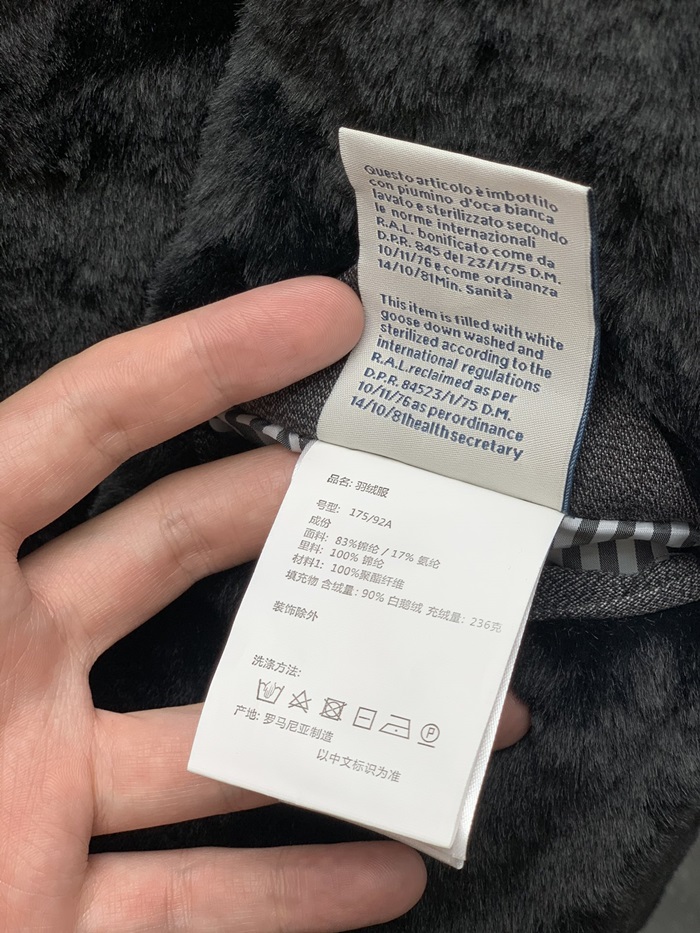 Questo articolo è imbottito
con piumino d'oca bianca
lavato e sterilizzato secondo
le norme internazionali
R.A.L. bonificato come da
D.P.R. 845 del 23/1/75 D.M.
10/11/76 e come ordinanza
14/10/81Min. Sanità
This item is filled with white
goose down washed and
sterilized according to the
international regulations
R.A.L.reclaimed as per
D.P.R. 84523/1/75 D.M.
10/11/76 as perordinance
14/10/81health secretary
品名: 羽绒服
号型: 175/92A
成份
面料: 83%锦纶 / 17% 氨纶
里料: 100% 锦纶
材料1: 100%聚酯纤维
填充物 含绒量: 90% 白鹅绒 充绒量: 236克
装饰除外
洗涤方法:
P
产地: 罗马尼亚制造
以中文标识为准